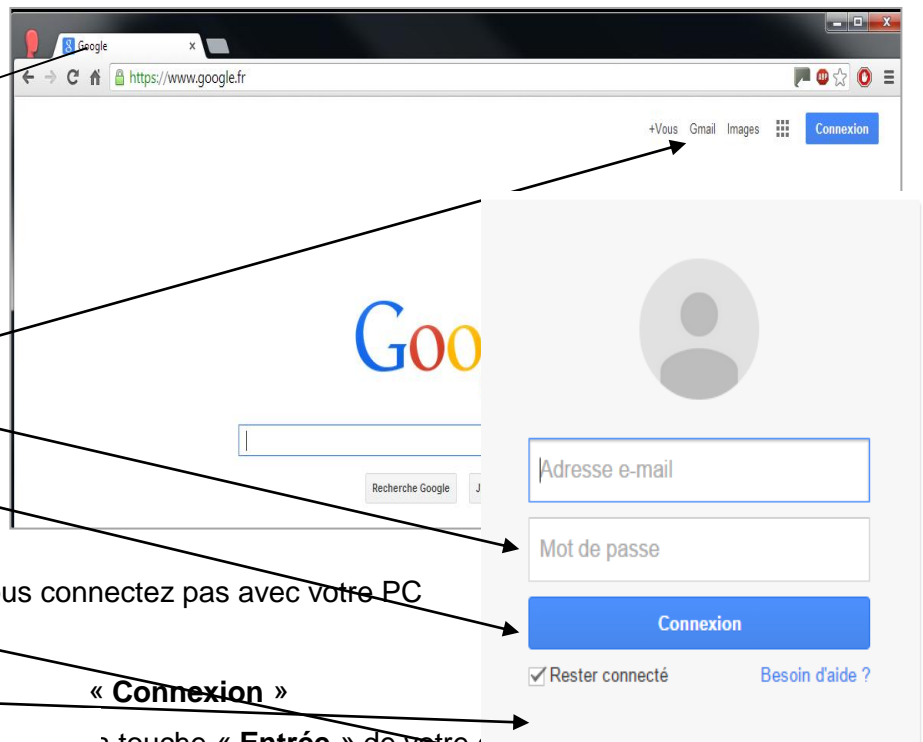 Google
https://www.google.fr
+Vous Gmail Images Connexion
Goo
Recherche Google J
Adresse e-mail
Mot de passe
Connexion
Rester connecté Besoin d'aide ?
us connectez pas avec votre PC
« Connexion »
touche « Entrée » de votre